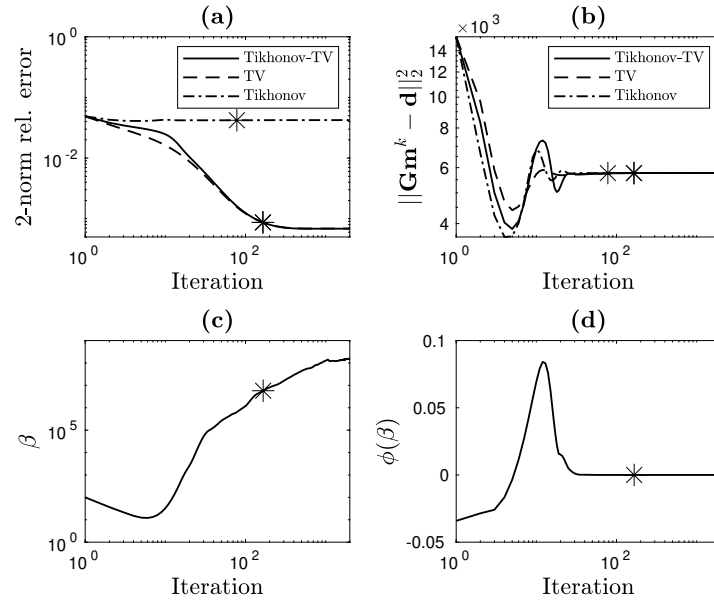 (a)
10^0
10^-2
2-norm rel. error
Tikhonov-TV
TV
Tikhonov
10^0
10^2
Iteration
(b)
×10^3
14
12
10
8
6
4
||Gm^k − d||_2^2
Tikhonov-TV
TV
Tikhonov
10^0
10^2
Iteration
(c)
10^5
10^0
β
10^0
10^2
Iteration
(d)
0.1
0.05
0
-0.05
ϕ(β)
10^0
10^2
Iteration